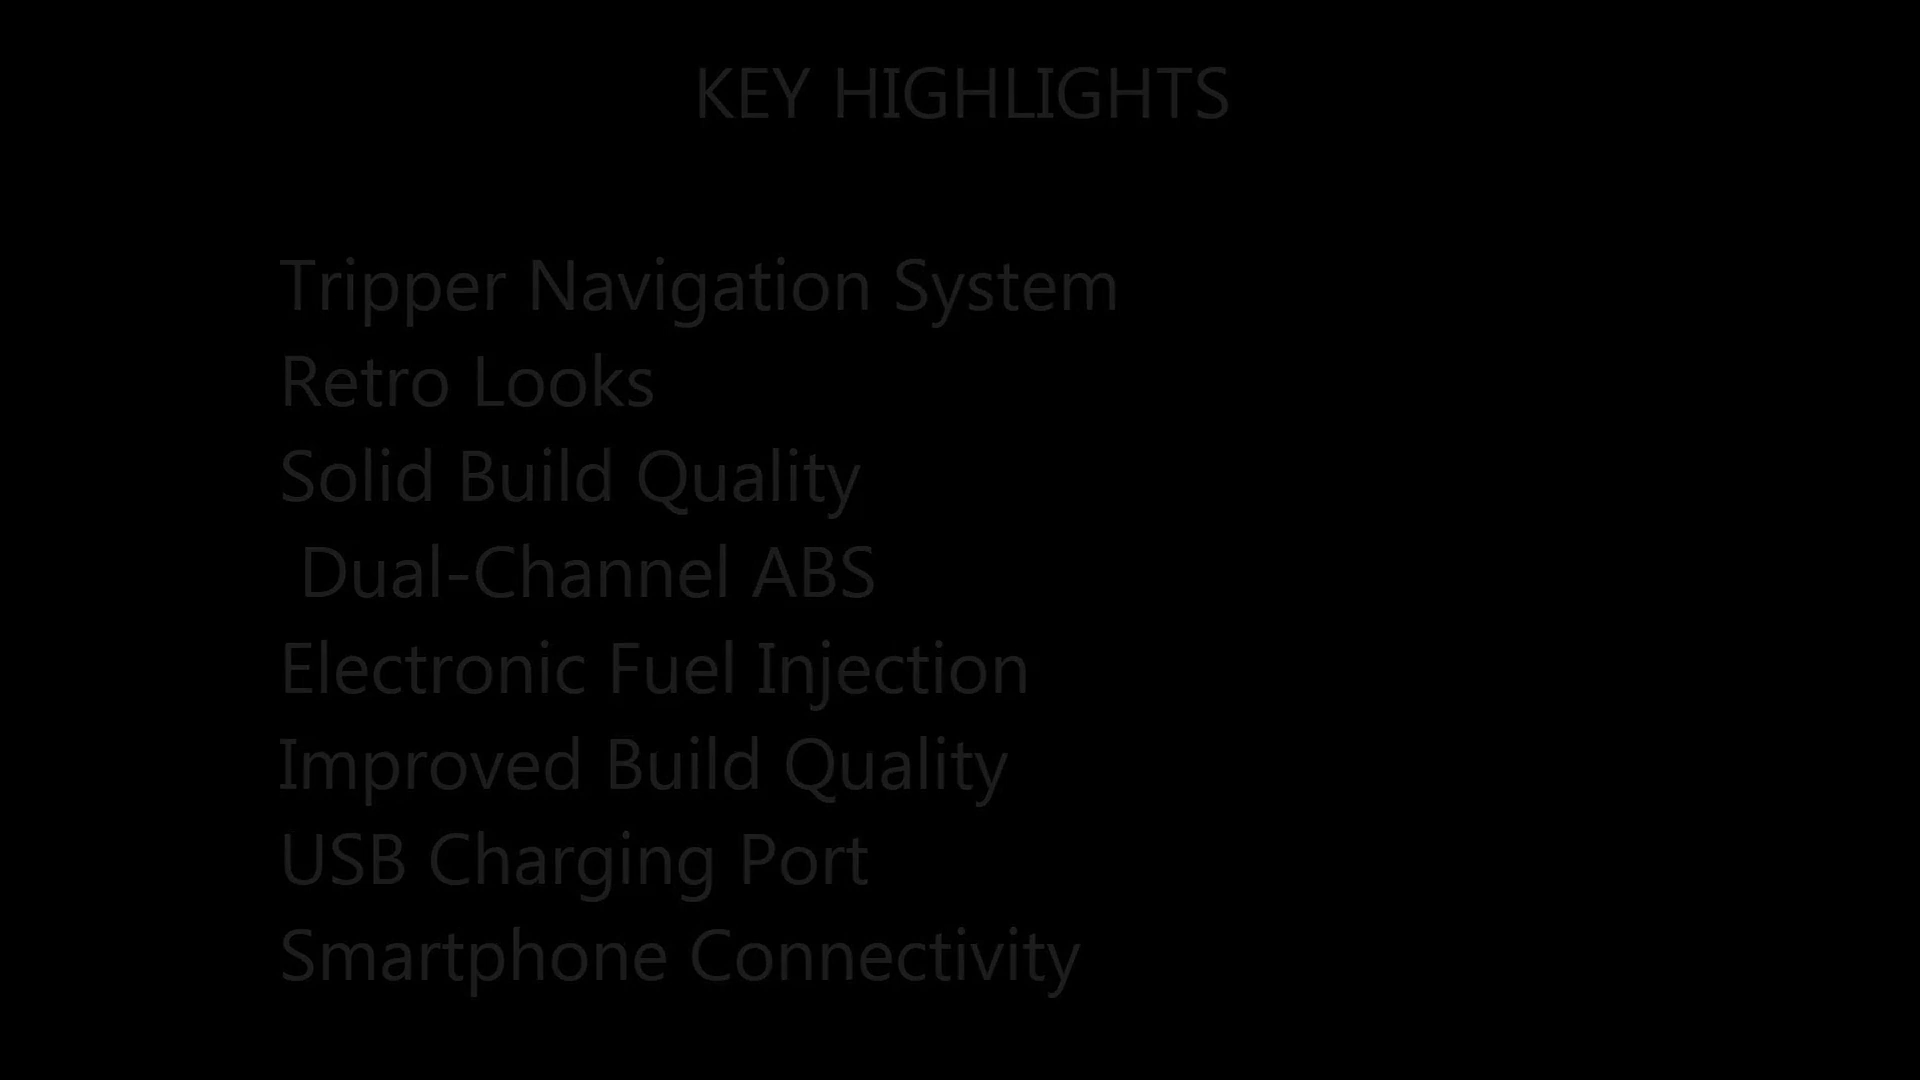 KEY HIGHLIGHTS
Tripper Navigation System
Retro Looks
Solid Build Quality
Dual-Channel ABS
Electronic Fuel Injection
Improved Build Quality
USB Charging Port
Smartphone Connectivity